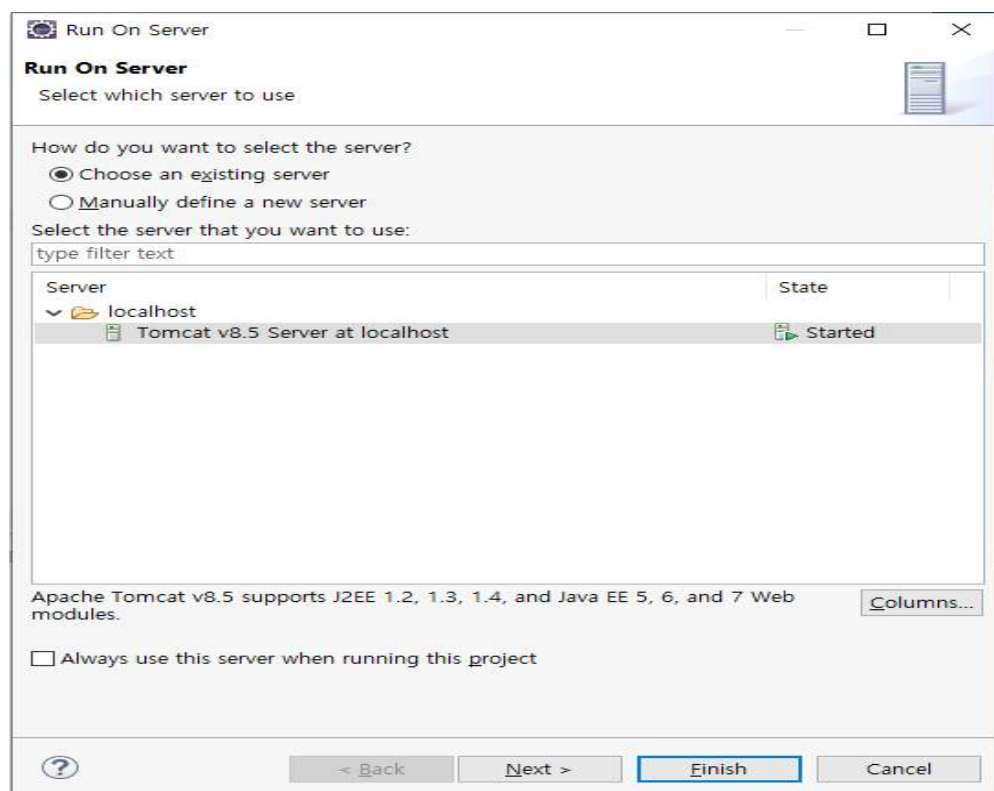 Run On Server
Run On Server
Select which server to use
How do you want to select the server?
Choose an existing server
Manually define a new server
Select the server that you want to use:
type filter text
Server State
localhost
Tomcat v8.5 Server at localhost Started
Apache Tomcat v8.5 supports J2EE 1.2, 1.3, 1.4, and Java EE 5, 6, and 7 Web
modules.
Columns...
Always use this server when running this project
?
< Back Next > Finish Cancel